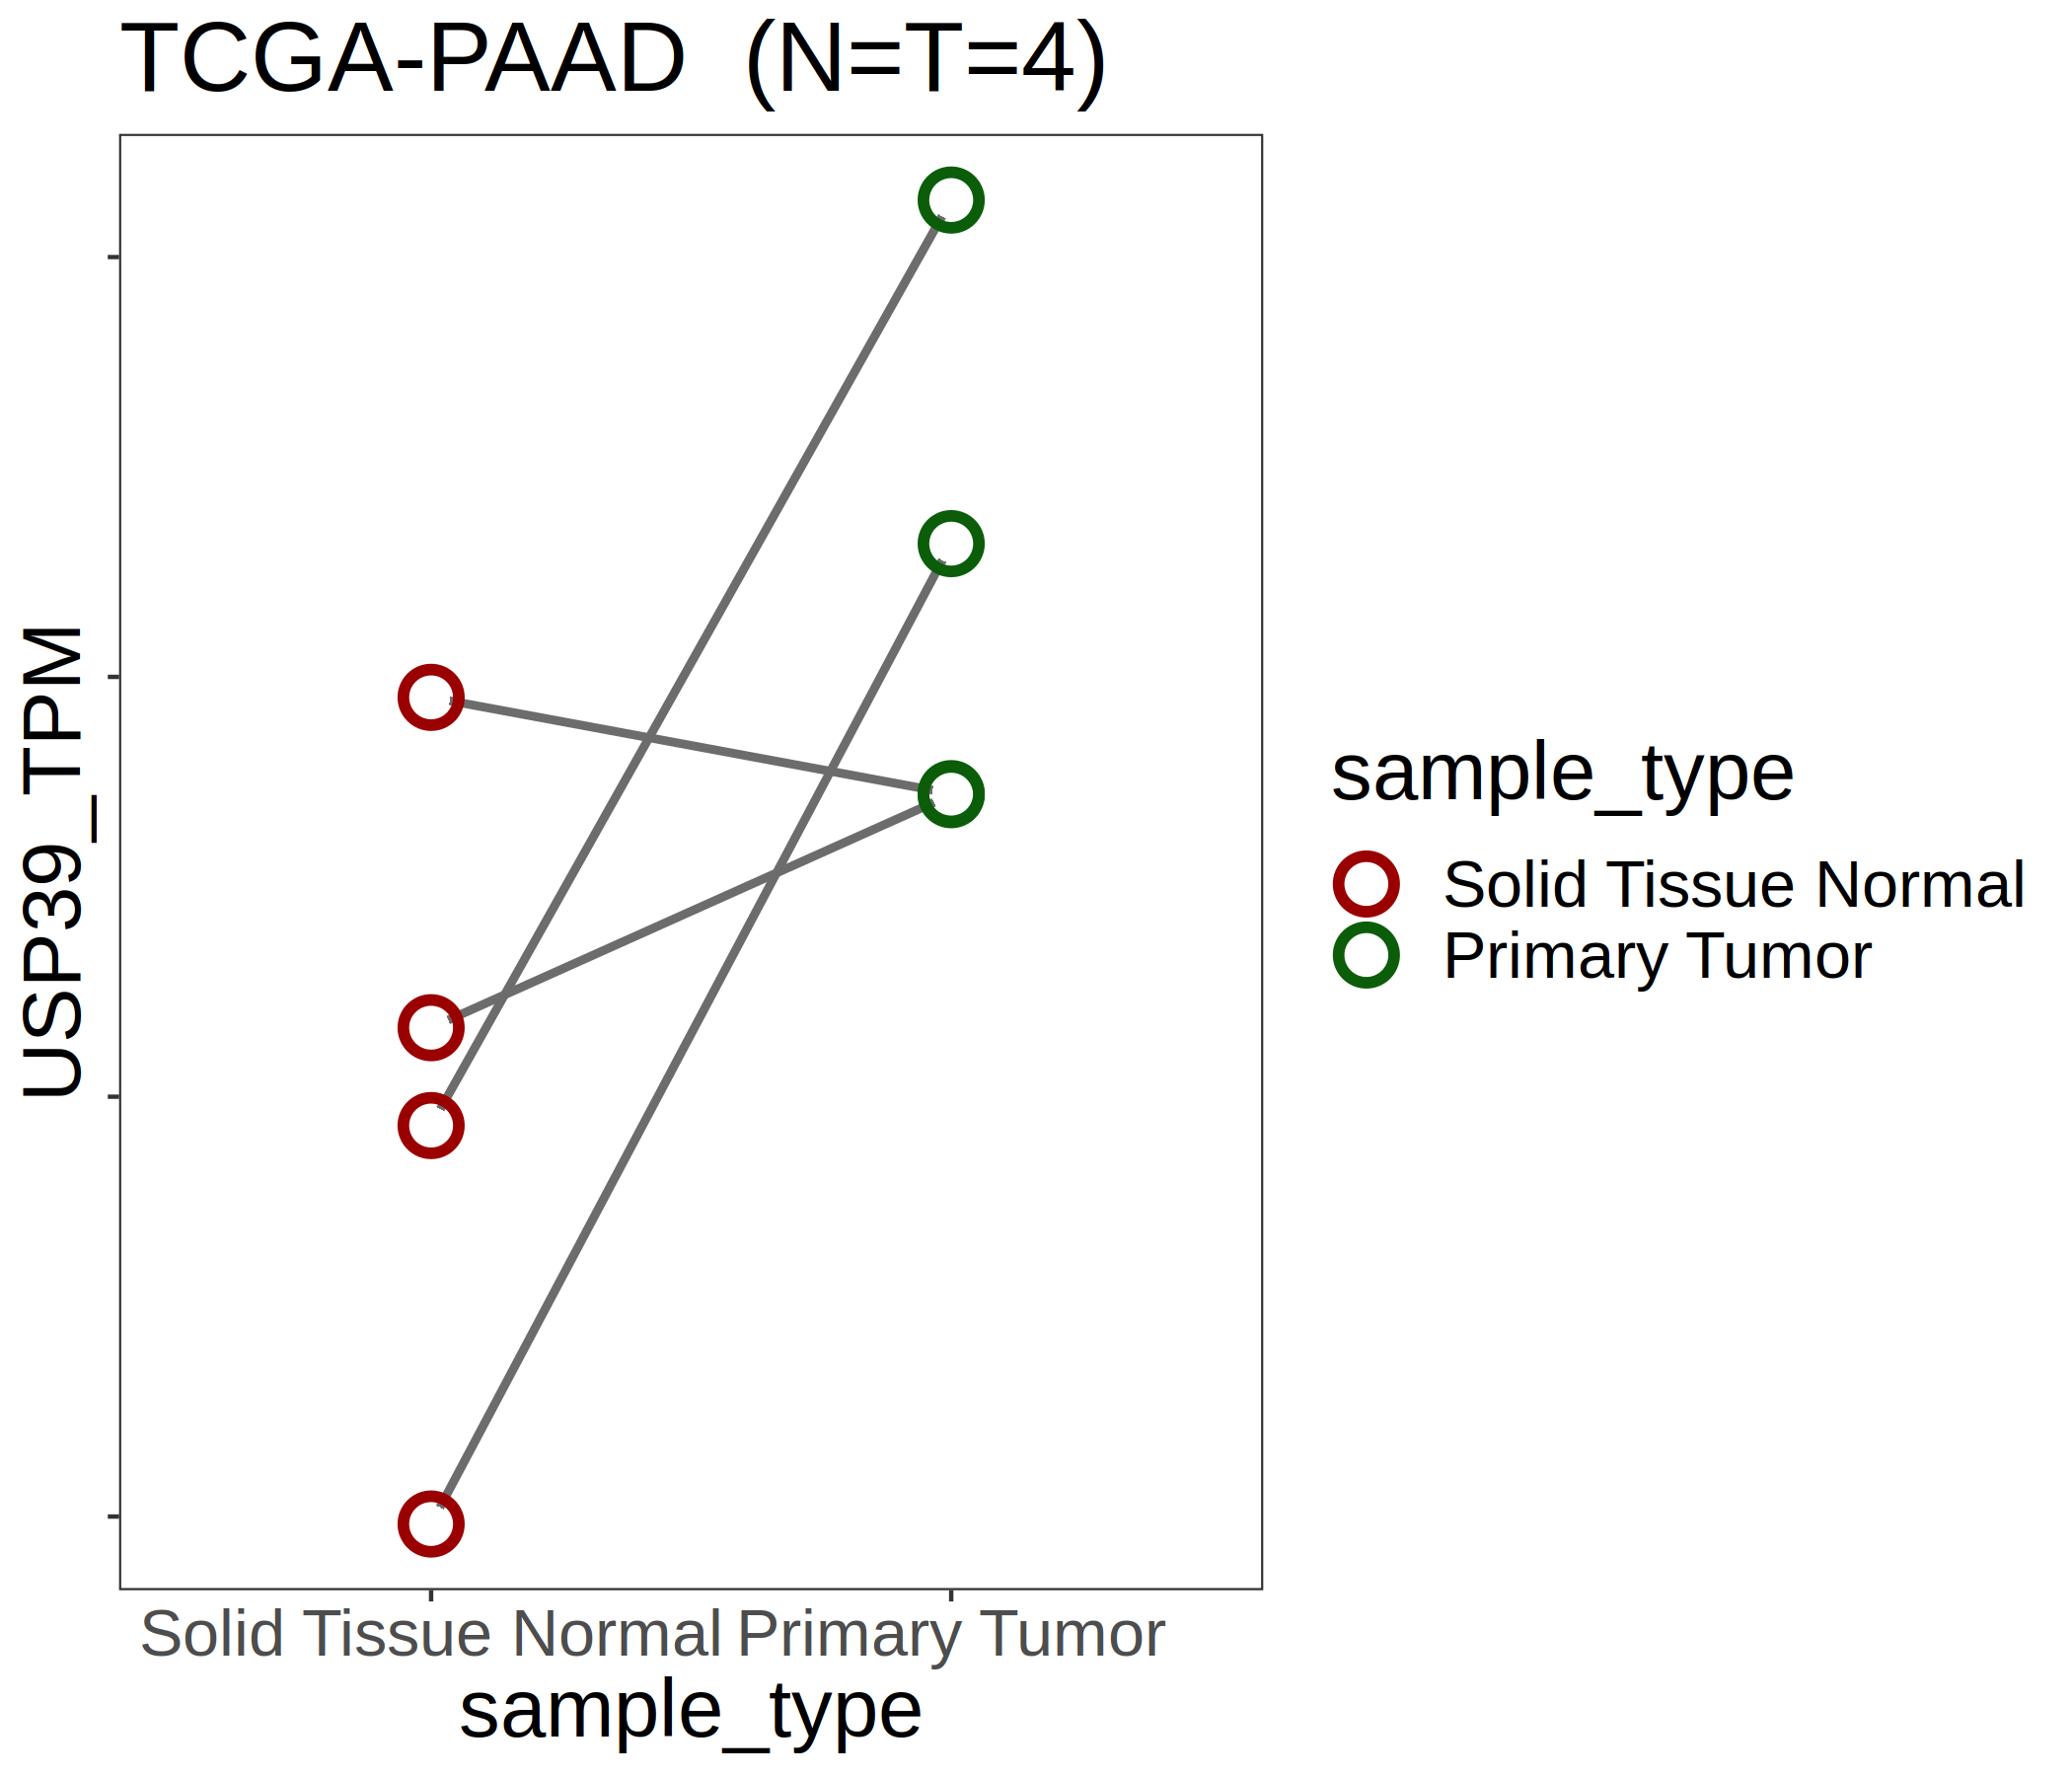 TCGA-PAAD  (N=T=4)
USP39_TPM
Solid Tissue Normal Primary Tumor
sample_type
sample_type
Solid Tissue Normal
Primary Tumor